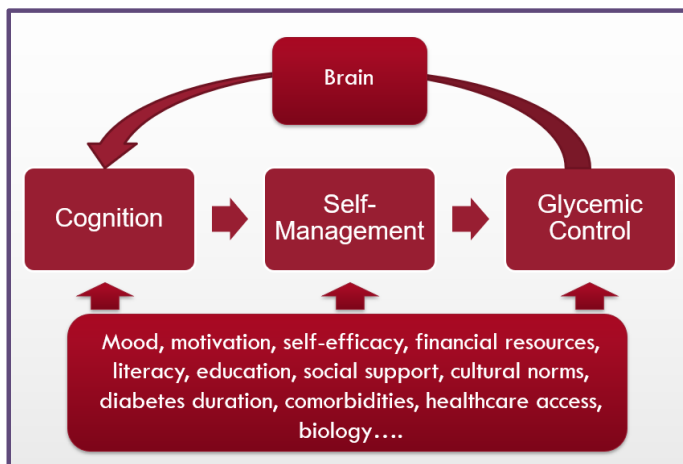 Brain
Cognition
Self-
Management
Glycemic
Control
Mood, motivation, self-efficacy, financial resources,
literacy, education, social support, cultural norms,
diabetes duration, comorbidities, healthcare access,
biology….